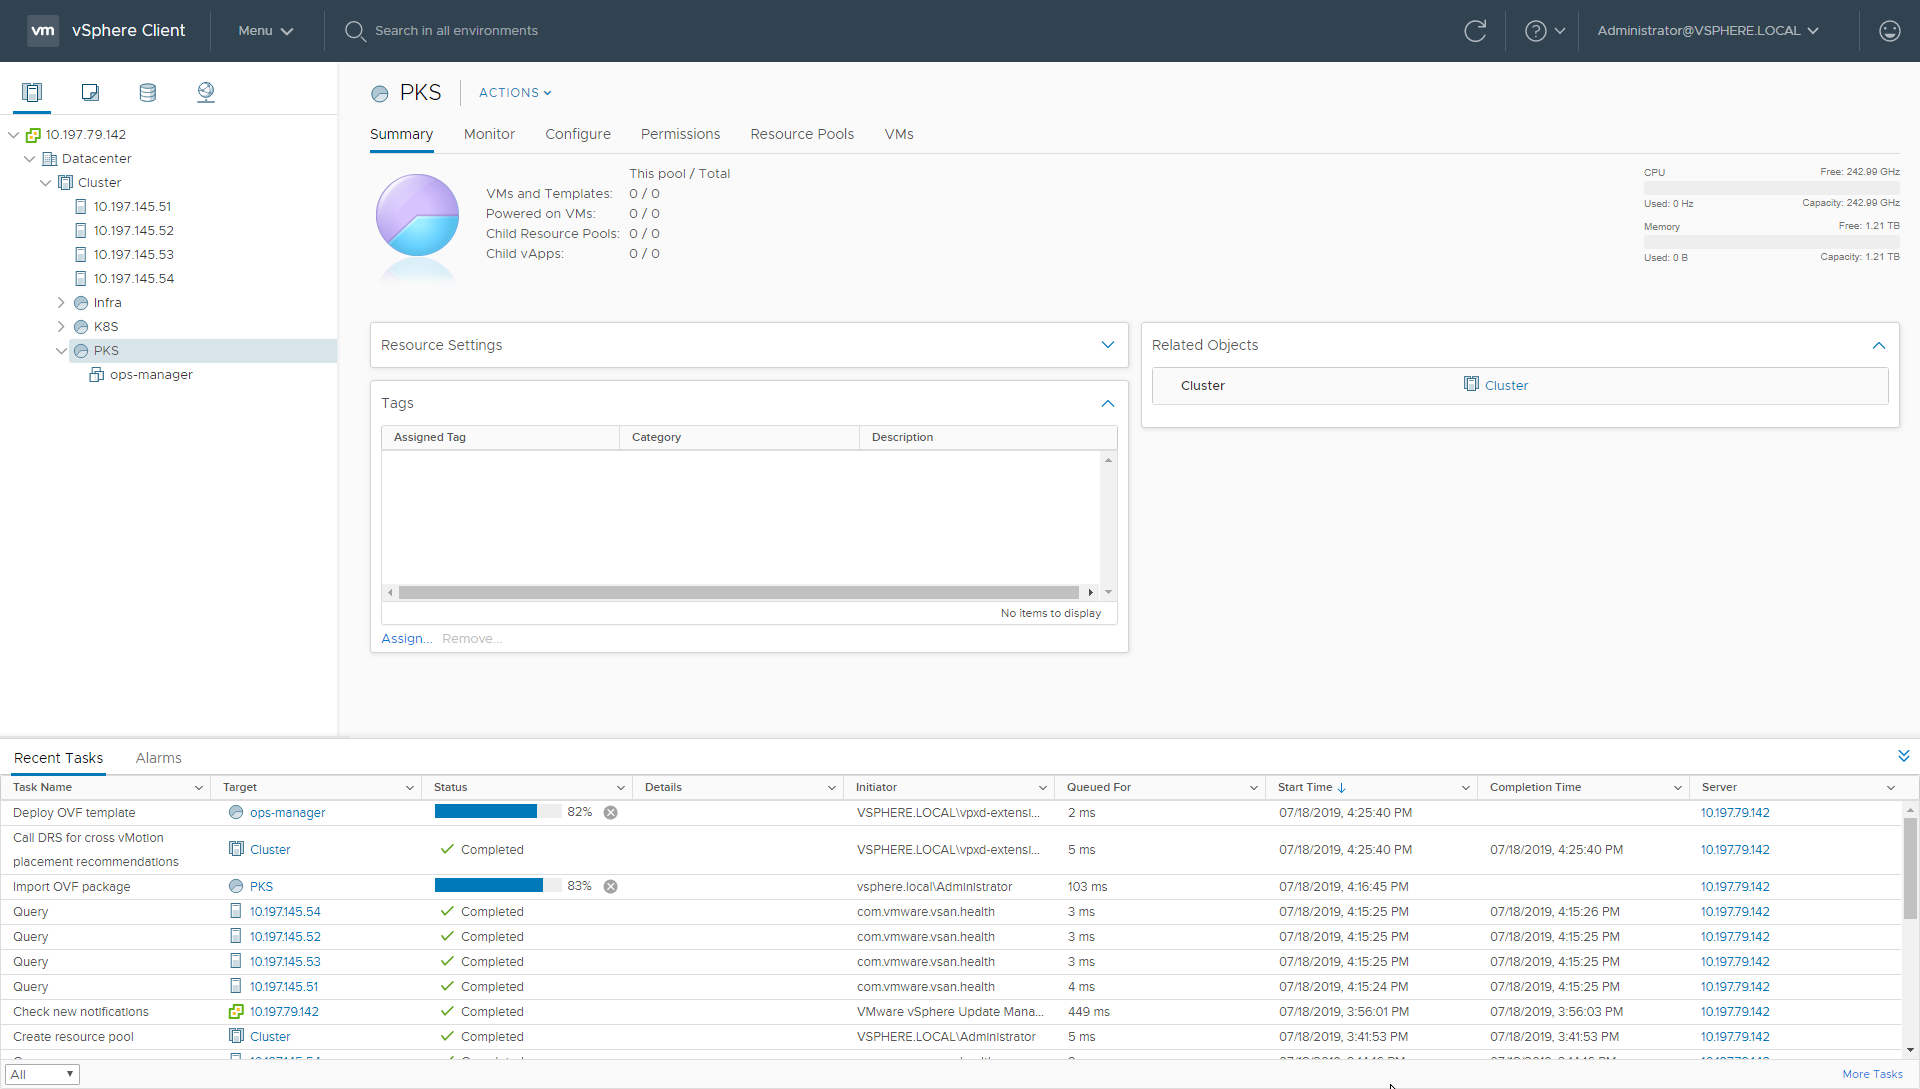 vm vSphere Client Menu Search in all environments Administrator@VSPHERE.LOCAL
10.197.79.142
Datacenter
Cluster
10.197.145.51
10.197.145.52
10.197.145.53
10.197.145.54
Infra
K8S
PKS
ops-manager
PKS ACTIONS
Summary Monitor Configure Permissions Resource Pools VMs
This pool / Total
VMs and Templates: 0 / 0
Powered on VMs: 0 / 0
Child Resource Pools: 0 / 0
Child vApps: 0 / 0
CPU Free: 242.99 GHz
Used: 0 Hz Capacity: 242.99 GHz
Memory Free: 1.21 TB
Used: 0 B Capacity: 1.21 TB
Resource Settings
Tags
Assigned Tag Category Description
No items to display
Assign... Remove...
Related Objects
Cluster Cluster
Recent Tasks Alarms
Task Name Target Status Details Initiator Queued For Start Time Completion Time Server
Deploy OVF template ops-manager 82% VSPHERE.LOCAL\vpxd-extensi... 2 ms 07/18/2019, 4:25:40 PM 10.197.79.142
Call DRS for cross vMotion
placement recommendations Cluster Completed VSPHERE.LOCAL\vpxd-extensi... 5 ms 07/18/2019, 4:25:40 PM 07/18/2019, 4:25:40 PM 10.197.79.142
Import OVF package PKS 83% vsphere.local\Administrator 103 ms 07/18/2019, 4:16:45 PM 10.197.79.142
Query 10.197.145.54 Completed com.vmware.vsan.health 3 ms 07/18/2019, 4:15:25 PM 07/18/2019, 4:15:26 PM 10.197.79.142
Query 10.197.145.52 Completed com.vmware.vsan.health 3 ms 07/18/2019, 4:15:25 PM 07/18/2019, 4:15:25 PM 10.197.79.142
Query 10.197.145.53 Completed com.vmware.vsan.health 3 ms 07/18/2019, 4:15:25 PM 07/18/2019, 4:15:25 PM 10.197.79.142
Query 10.197.145.51 Completed com.vmware.vsan.health 4 ms 07/18/2019, 4:15:24 PM 07/18/2019, 4:15:25 PM 10.197.79.142
Check new notifications 10.197.79.142 Completed VMware vSphere Update Mana... 449 ms 07/18/2019, 3:56:01 PM 07/18/2019, 3:56:03 PM 10.197.79.142
Create resource pool Cluster Completed VSPHERE.LOCAL\Administrator 5 ms 07/18/2019, 3:41:53 PM 07/18/2019, 3:41:53 PM 10.197.79.142
All More Tasks